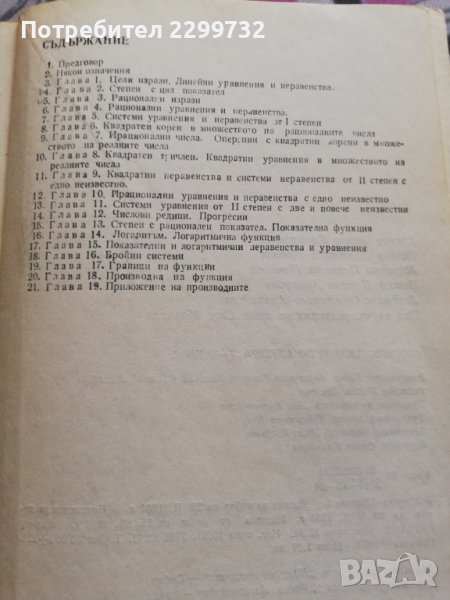 Потребител 2299732
СЪДЪРЖАНИЕ
1. Предговор
2. Някои означения
3. Глава 1. Цели изрази. Линейни уравнения и неравенства.
4. Глава 2. Степен с цял показател
5. Глава 3. Рационални изрази
6. Глава 4. Рационални уравнения и неравенства.
7. Глава 5. Системи уравнения и неравенства от I степен
8. Глава 6. Квадратен корен в множеството на рационалните числа
9. Глава 7. Ирационални числа. Операции с квадратни корени в множе-
ството на реалните числа
10. Глава 8. Квадратен тричлен. Квадратни уравнения в множеството на
реалните числа
11. Глава 9. Квадратни неравенства и системи неравенства от II степен с
едно неизвестно.
12. Глава 10. Ирационални уравнения и неравенства с едно неизвестно
13. Глава 11. Системи уравнения от II степен с две и повече неизвестни
14. Глава 12. Числови редици. Прогресии
15. Глава 13. Степен с рационален показател. Показателна функция
16. Глава 14. Логаритъм. Логаритмична функция
17. Глава 15. Показателни и логаритмични неравенства и уравнения
18. Глава 16. Бройни системи
19. Глава 17. Граници на функции
20. Глава 18. Производна на функция
21. Глава 19. Приложение на производните
BAZAR